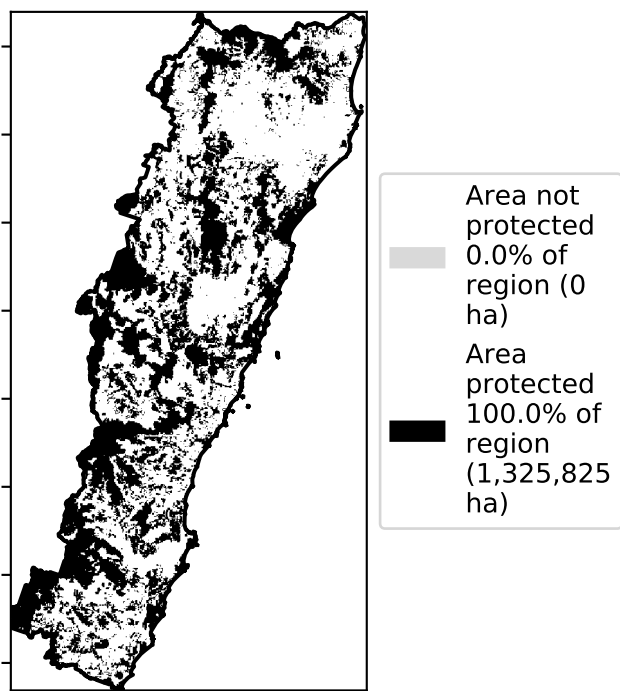 Area not
protected
0.0% of
region (0
ha)
Area
protected
100.0% of
region
(1,325,825
ha)